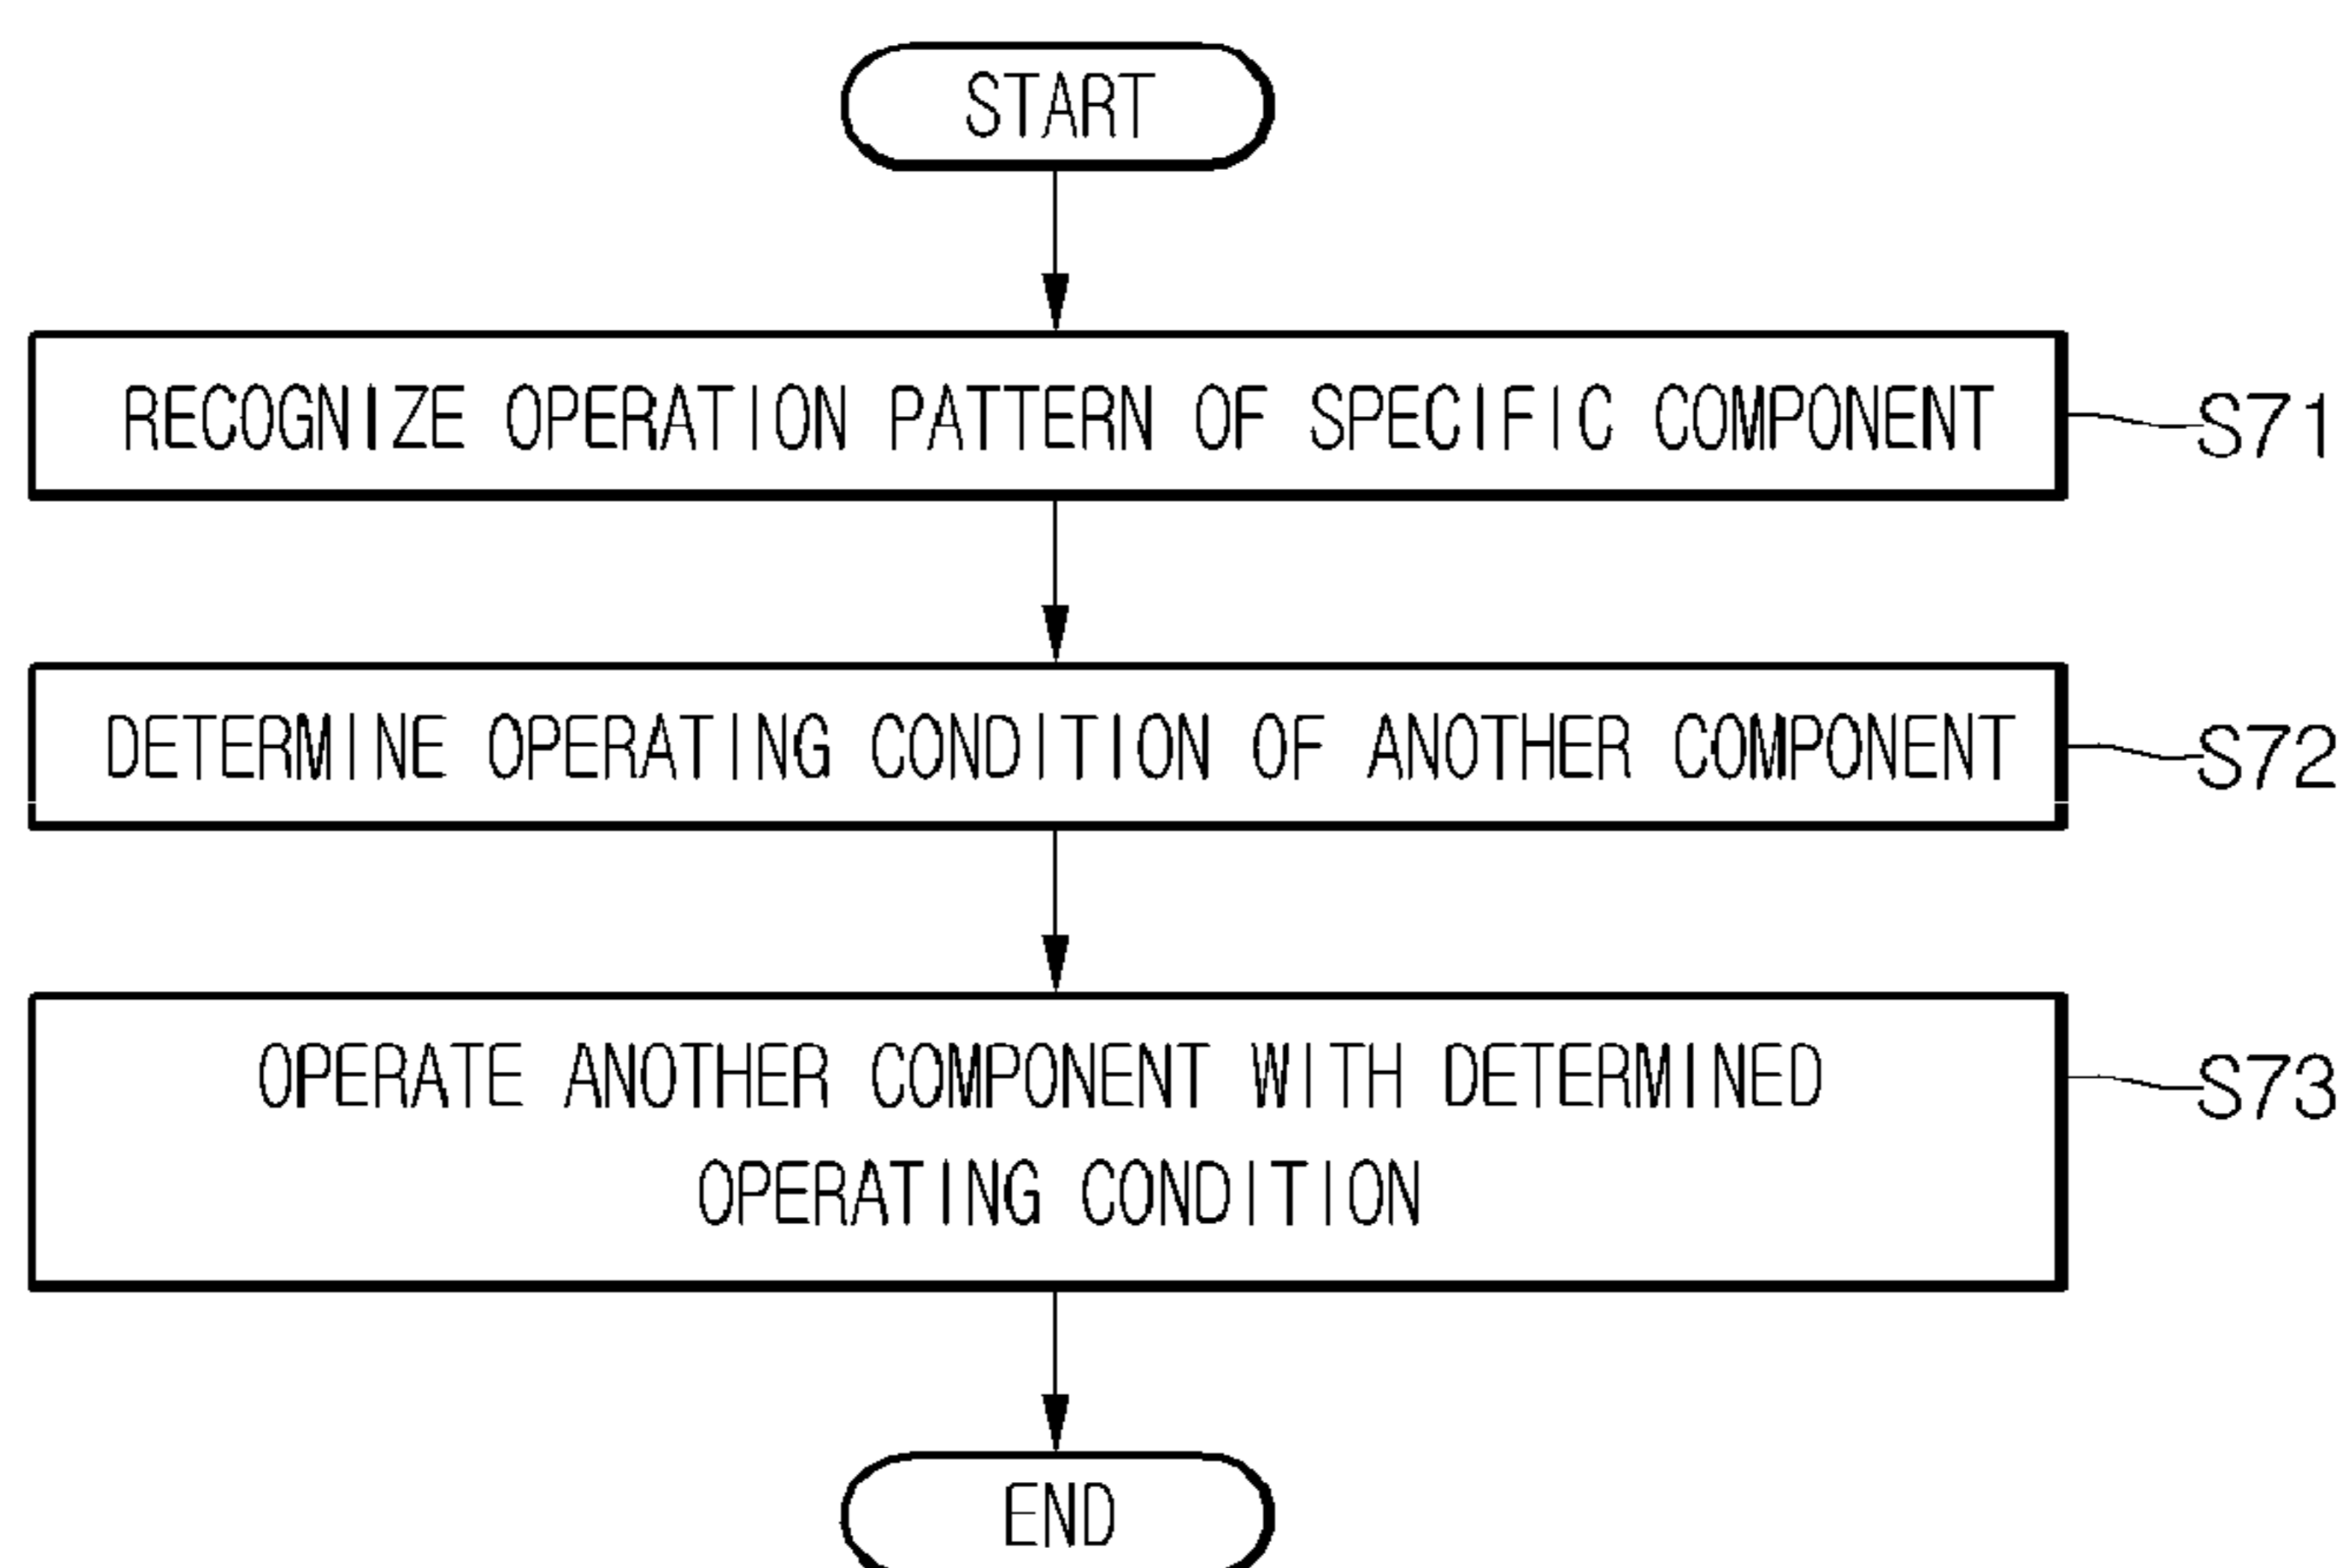 START
RECOGNIZE OPERATION PATTERN OF SPECIFIC COMPONENT
S71
DETERMINE OPERATING CONDITION OF ANOTHER COMPONENT
S72
OPERATE ANOTHER COMPONENT WITH DETERMINED
OPERATING CONDITION
S73
END